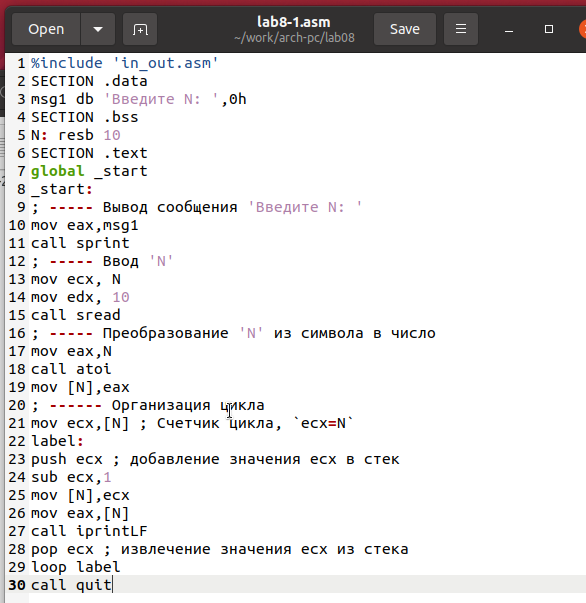 Open
lab8-1.asm
~/work/arch-pc/lab08
Save
1 %include 'in_out.asm'
2 SECTION .data
3 msg1 db 'Введите N: ',0h
4 SECTION .bss
5 N: resb 10
6 SECTION .text
7 global _start
8 _start:
9 ; ----- Вывод сообщения 'Введите N: '
10 mov eax,msg1
11 call sprint
12 ; ----- Ввод 'N'
13 mov ecx, N
14 mov edx, 10
15 call sread
16 ; ----- Преобразование 'N' из символа в число
17 mov eax,N
18 call atoi
19 mov [N],eax
20 ; ------ Организация цикла
21 mov ecx,[N] ; Счетчик цикла, `ecx=N`
22 label:
23 push ecx ; добавление значения ecx в стек
24 sub ecx,1
25 mov [N],ecx
26 mov eax,[N]
27 call iprintLF
28 pop ecx ; извлечение значения ecx из стека
29 loop label
30 call quit